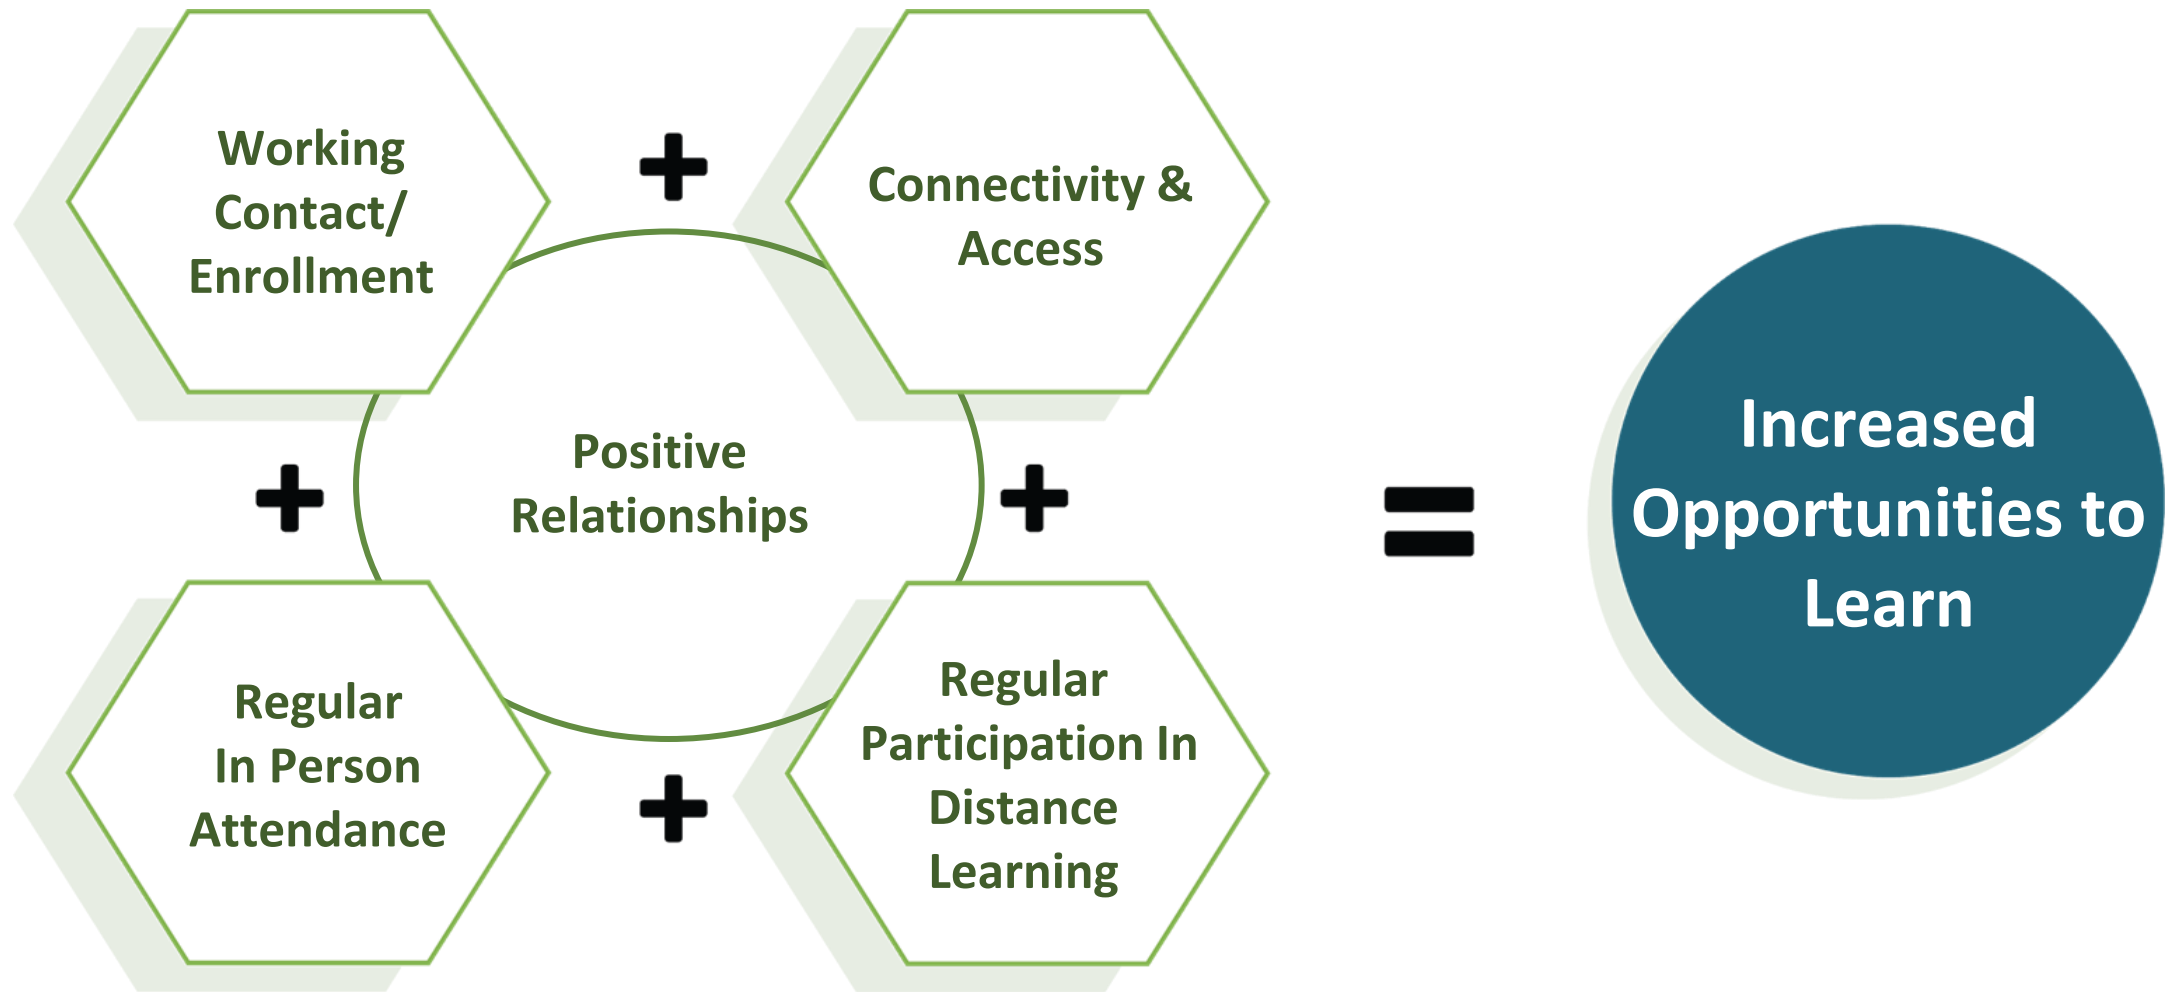 Working
Contact/
Enrollment
+
Connectivity &
Access
+
Positive
Relationships
+
=
Increased
Opportunities to
Learn
Regular
In Person
Attendance
+
Regular
Participation In
Distance
Learning